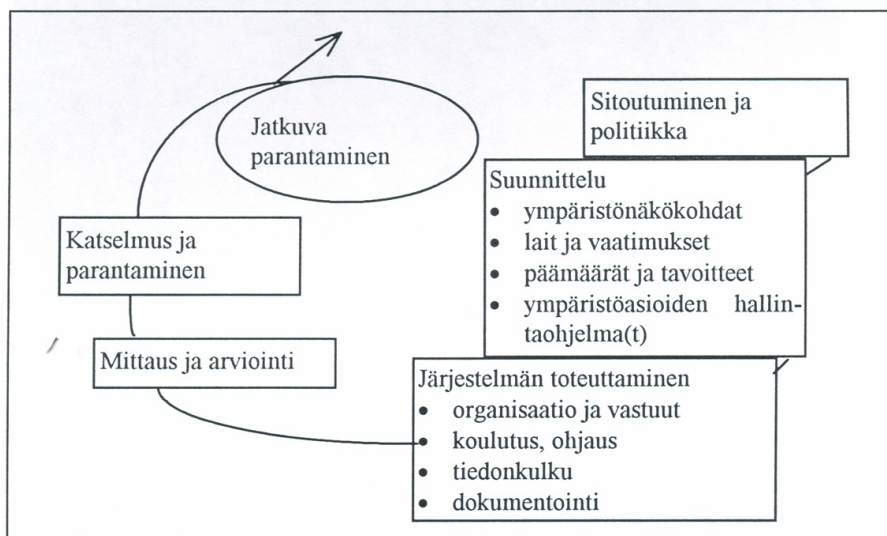 Jatkuva
parantaminen
Sitoutuminen ja
politiikka
Suunnittelu
• ympäristönäkökohdat
• lait ja vaatimukset
• päämäärät ja tavoitteet
• ympäristöasioiden hallin-
taohjelma(t)
Katselmus ja
parantaminen
Mittaus ja arviointi
Järjestelmän toteuttaminen
• organisaatio ja vastuut
• koulutus, ohjaus
• tiedonkulku
• dokumentointi